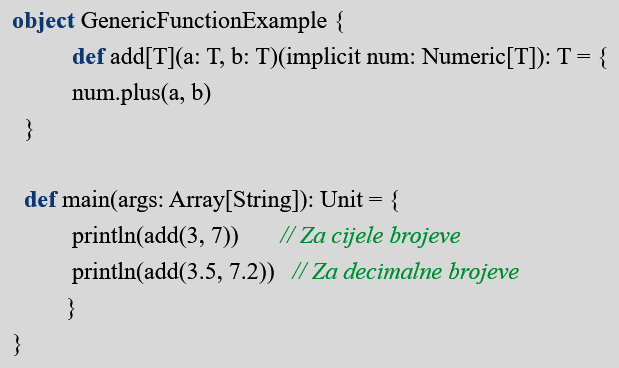 object GenericFunctionExample {
def add[T](a: T, b: T)(implicit num: Numeric[T]): T = {
num.plus(a, b)
}
def main(args: Array[String]): Unit = {
println(add(3, 7)) // Za cijele brojeve
println(add(3.5, 7.2)) // Za decimalne brojeve
}
}